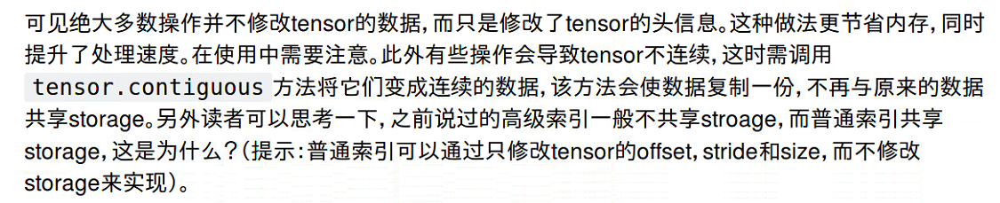 可见绝大多数操作并不修改tensor的数据,而只是修改了tensor的头信息。这种做法更节省内存,同时
提升了处理速度。在使用中需要注意。此外有些操作会导致tensor不连续,这时需调用
tensor.contiguous方法将它们变成连续的数据,该方法会使数据复制一份,不再与原来的数据
共享storage。另外读者可以思考一下,之前说过的高级索引一般不共享stroage,而普通索引共享
storage,这是为什么?(提示:普通索引可以通过只修改tensor的offset,stride和size,而不修改
storage来实现)。